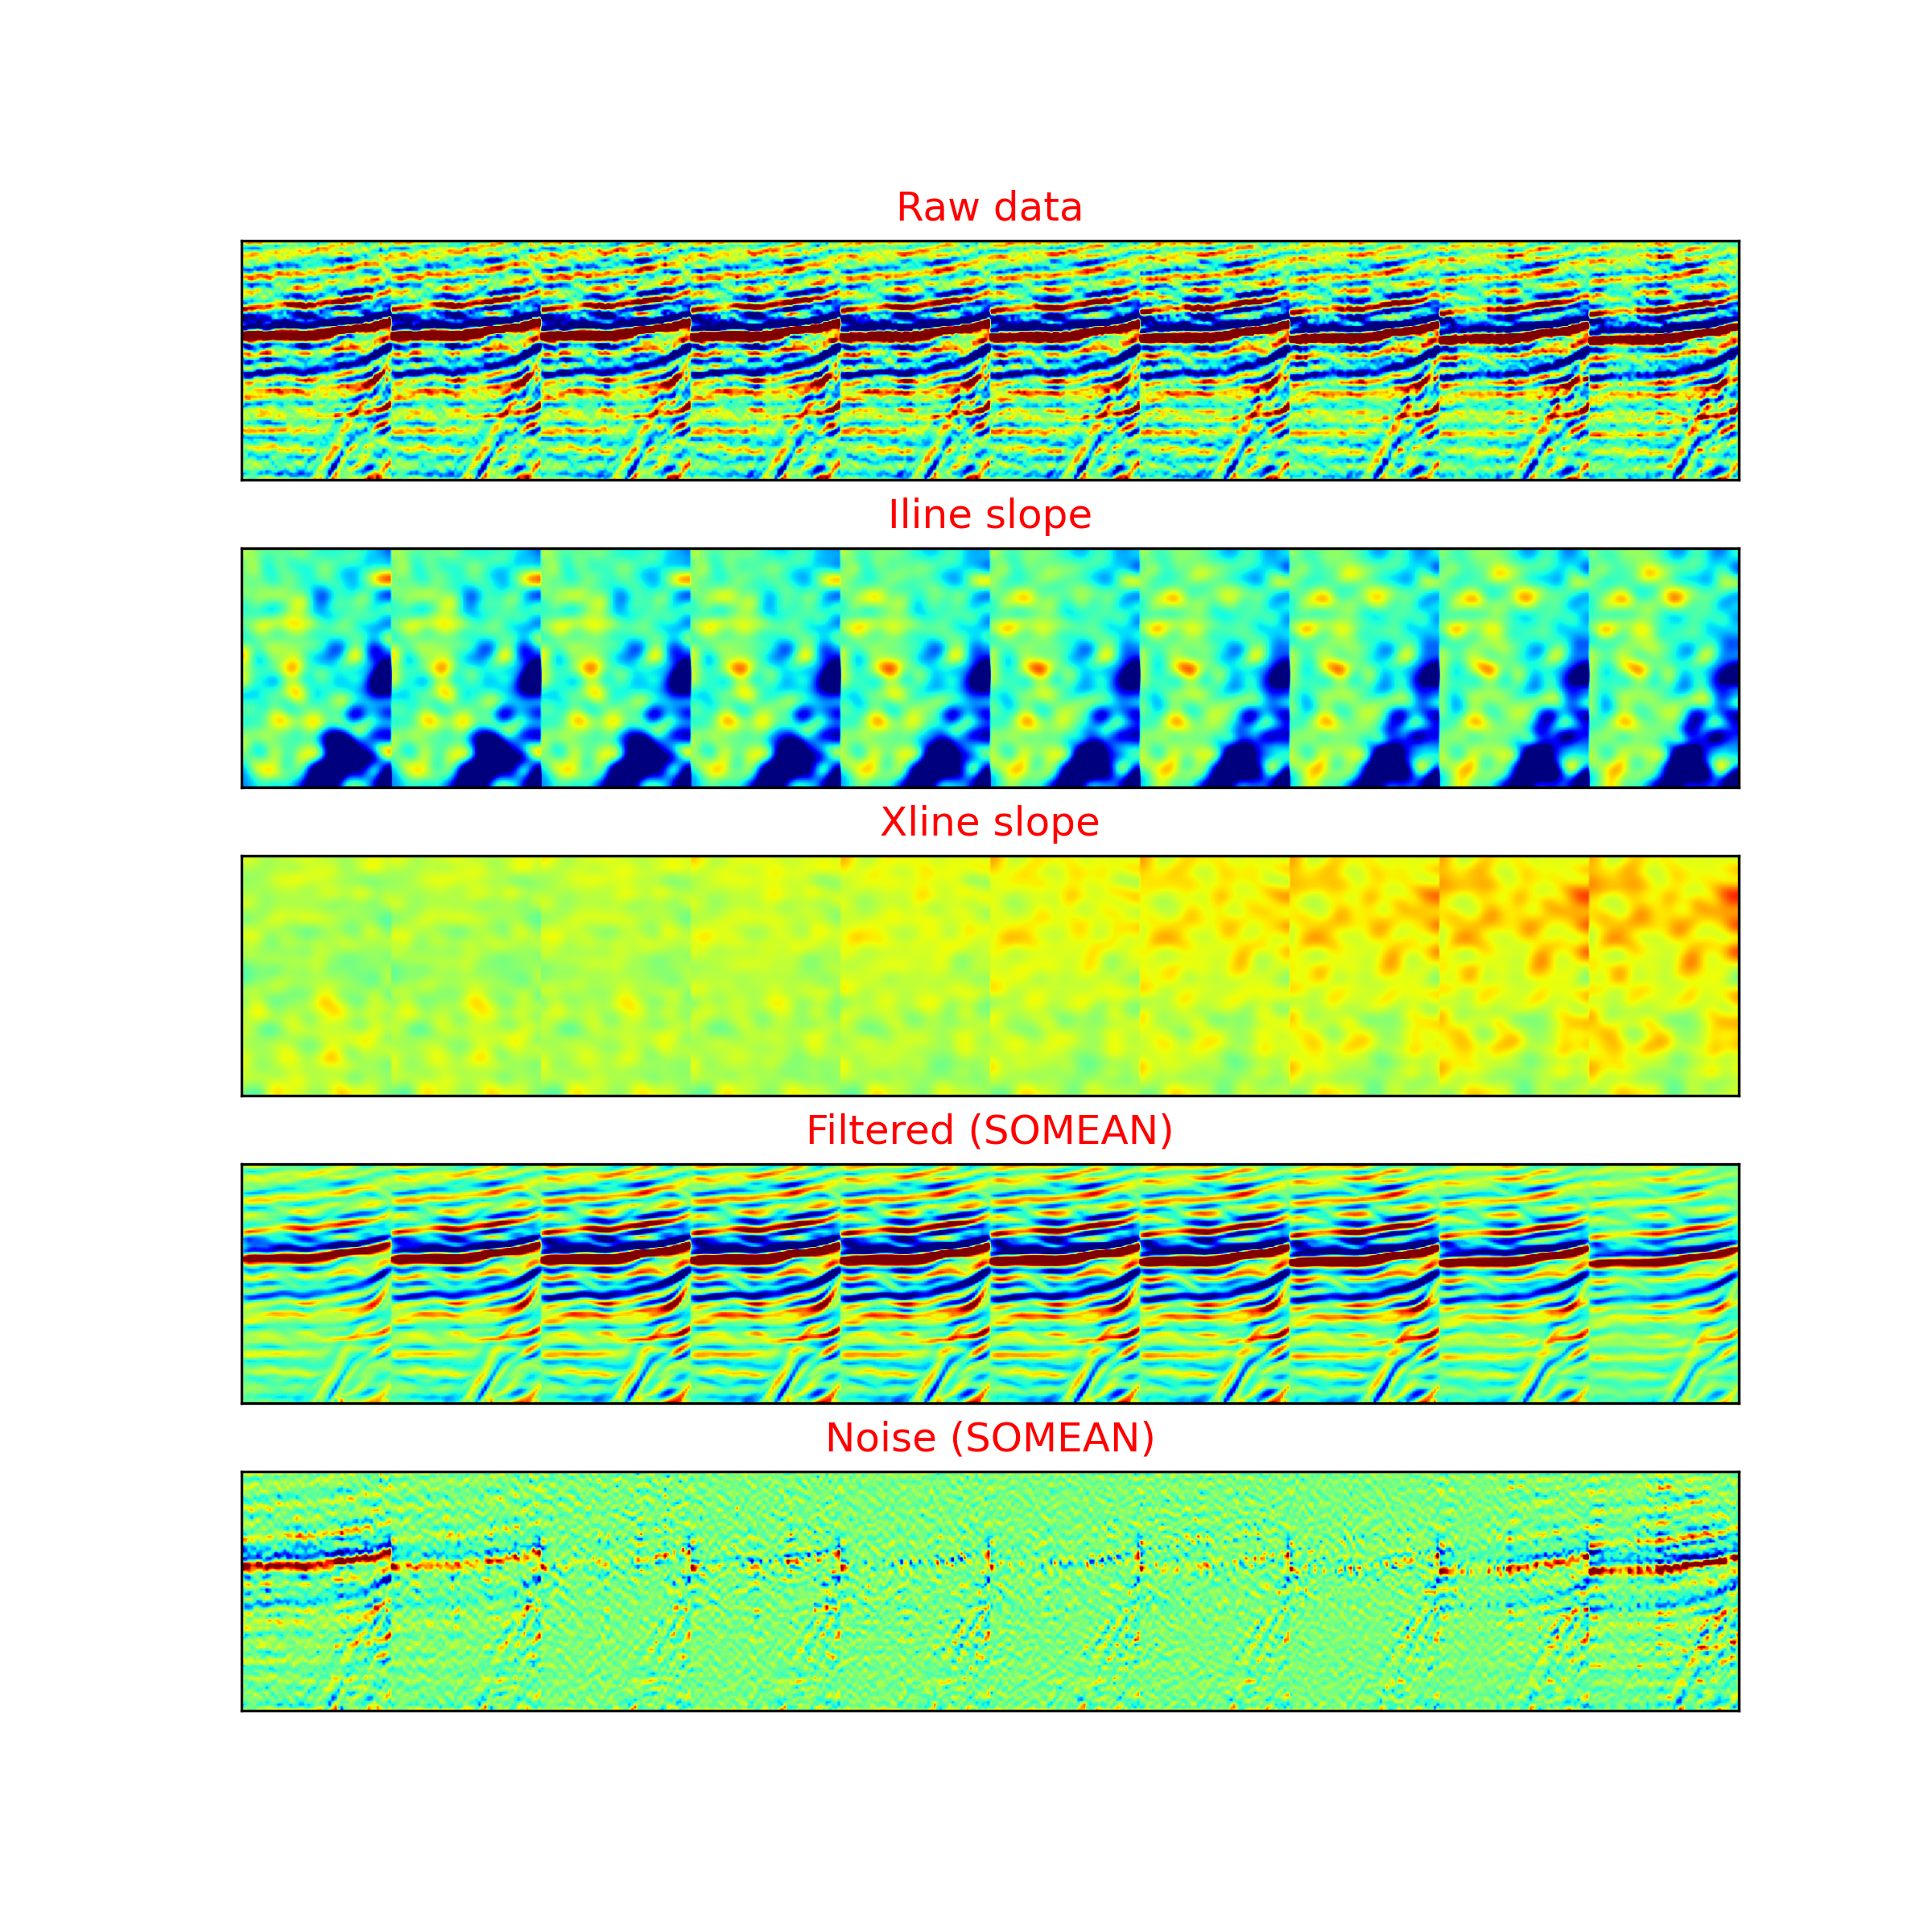 Raw data
Iline slope
Xline slope
Filtered (SOMEAN)
Noise (SOMEAN)